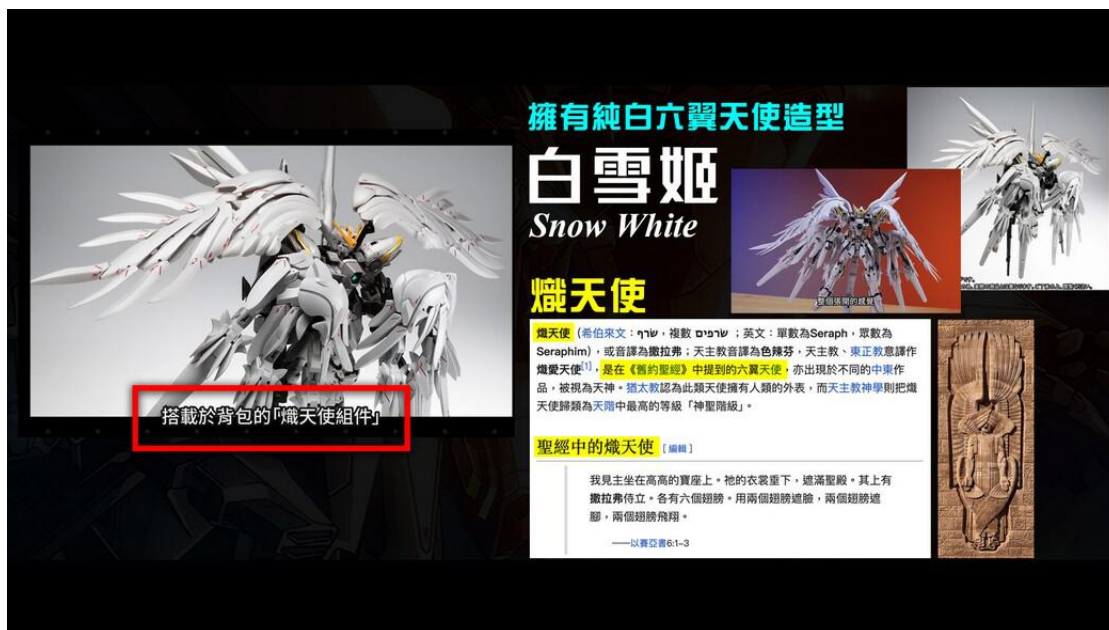 擁有純白六翼天使造型
白雪姬
Snow White
整個張開的感覺
熾天使
搭載於背包的「熾天使組件」
熾天使（希伯來文：שׂרף，複數 שׂרפים ；英文：單數為Seraph，眾數為
Seraphim），或音譯為撒拉弗；天主教音譯為色辣芬，天主教、東正教意譯作
熾愛天使[1]，是在《舊約聖經》中提到的六翼天使，亦出現於不同的中東作
品，被視為天神。猶太教認為此類天使擁有人類的外表，而天主教神學則把熾
天使歸類為天階中最高的等級「神聖階級」。
聖經中的熾天使 [編輯]
我見主坐在高高的寶座上。祂的衣裳垂下，遮滿聖殿。其上有
撒拉弗侍立。各有六個翅膀。用兩個翅膀遮臉，兩個翅膀遮
腳，兩個翅膀飛翔。
——以賽亞書6:1–3